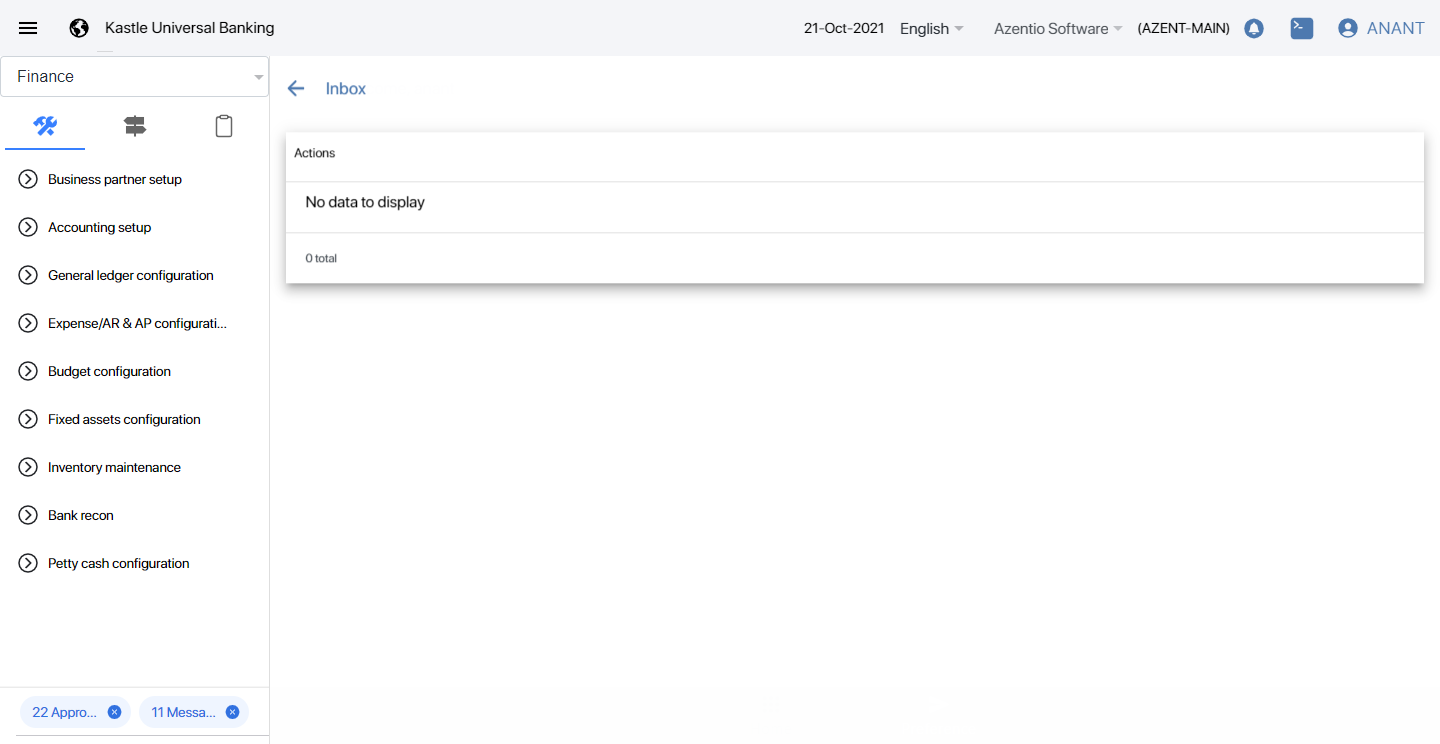 Kastle Universal Banking
21-Oct-2021 English Azentio Software (AZENT-MAIN) ANANT
Finance
Inbox
Actions
No data to display
0 total
Business partner setup
Accounting setup
General ledger configuration
Expense/AR & AP configurati...
Budget configuration
Fixed assets configuration
Inventory maintenance
Bank recon
Petty cash configuration
22 Appro...
11 Messa...